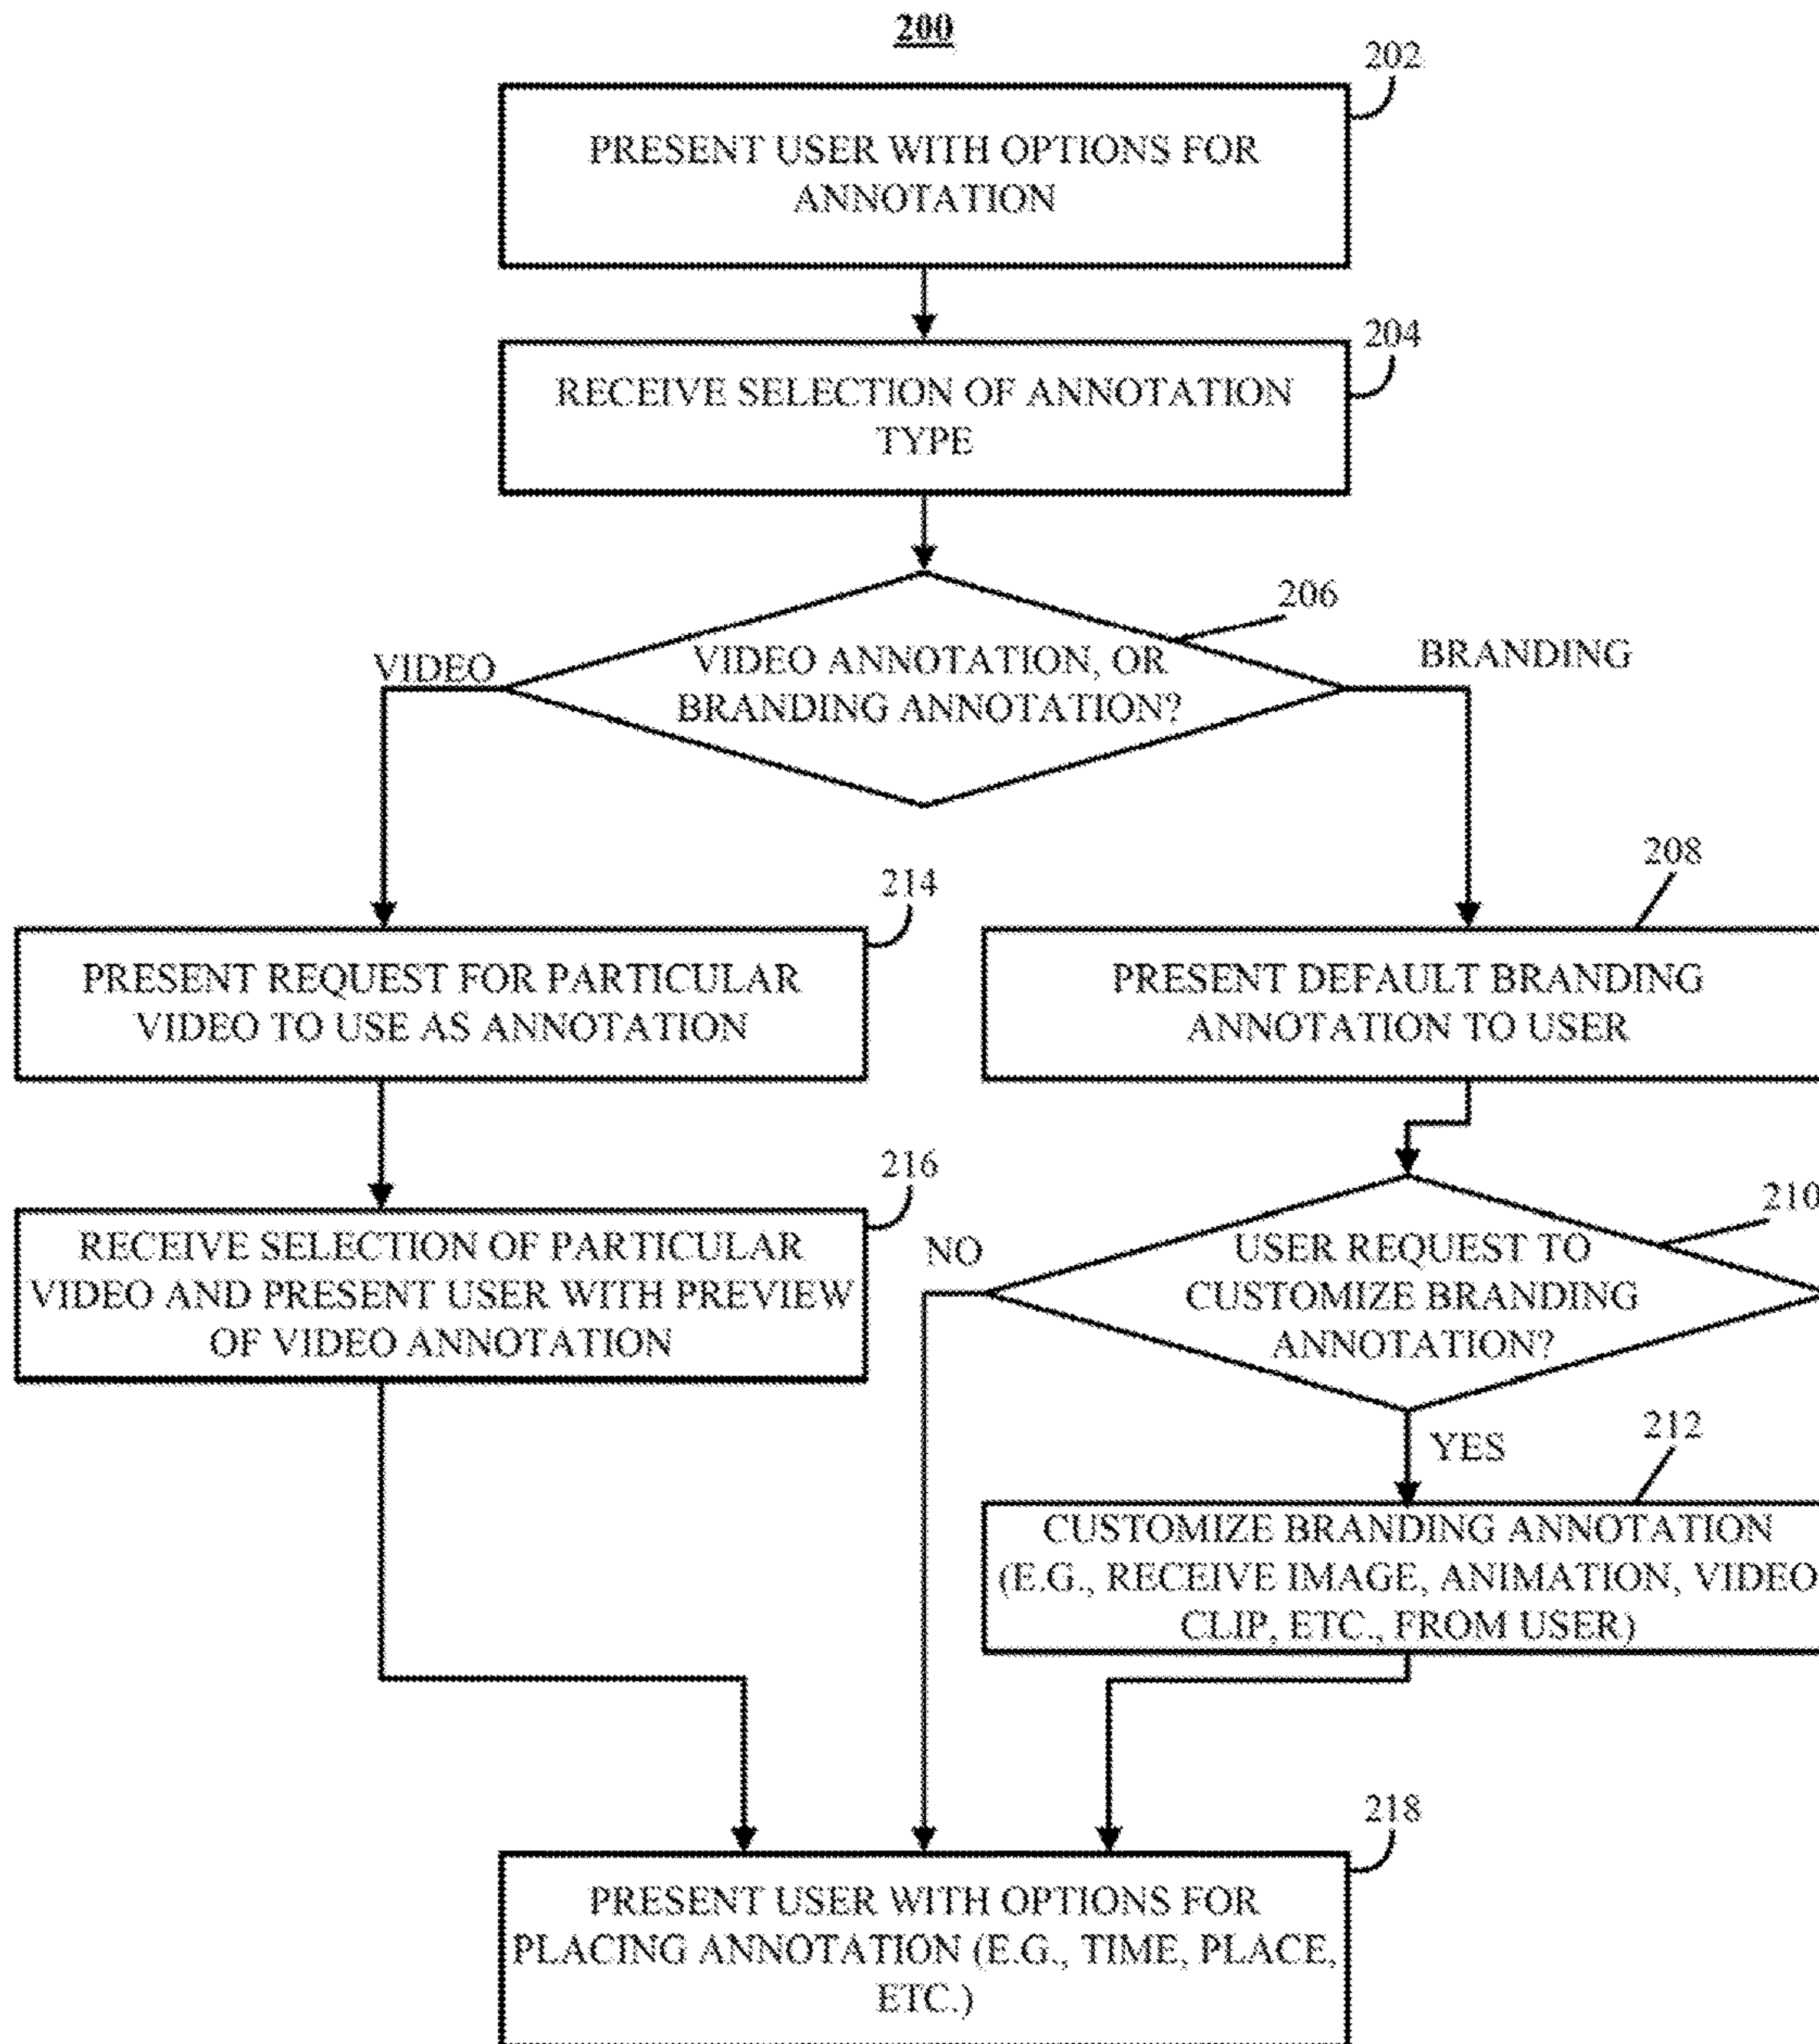 200
202
PRESENT USER WITH OPTIONS FOR
ANNOTATION
204
RECEIVE SELECTION OF ANNOTATION
TYPE
206
VIDEO ANNOTATION, OR
BRANDING ANNOTATION?
VIDEO
BRANDING
214
PRESENT REQUEST FOR PARTICULAR
VIDEO TO USE AS ANNOTATION
208
PRESENT DEFAULT BRANDING
ANNOTATION TO USER
216
RECEIVE SELECTION OF PARTICULAR
VIDEO AND PRESENT USER WITH PREVIEW
OF VIDEO ANNOTATION
210
USER REQUEST TO
CUSTOMIZE BRANDING
ANNOTATION?
NO
YES
212
CUSTOMIZE BRANDING ANNOTATION
(E.G., RECEIVE IMAGE, ANIMATION, VIDEO
CLIP, ETC., FROM USER)
218
PRESENT USER WITH OPTIONS FOR
PLACING ANNOTATION (E.G., TIME, PLACE,
ETC.)